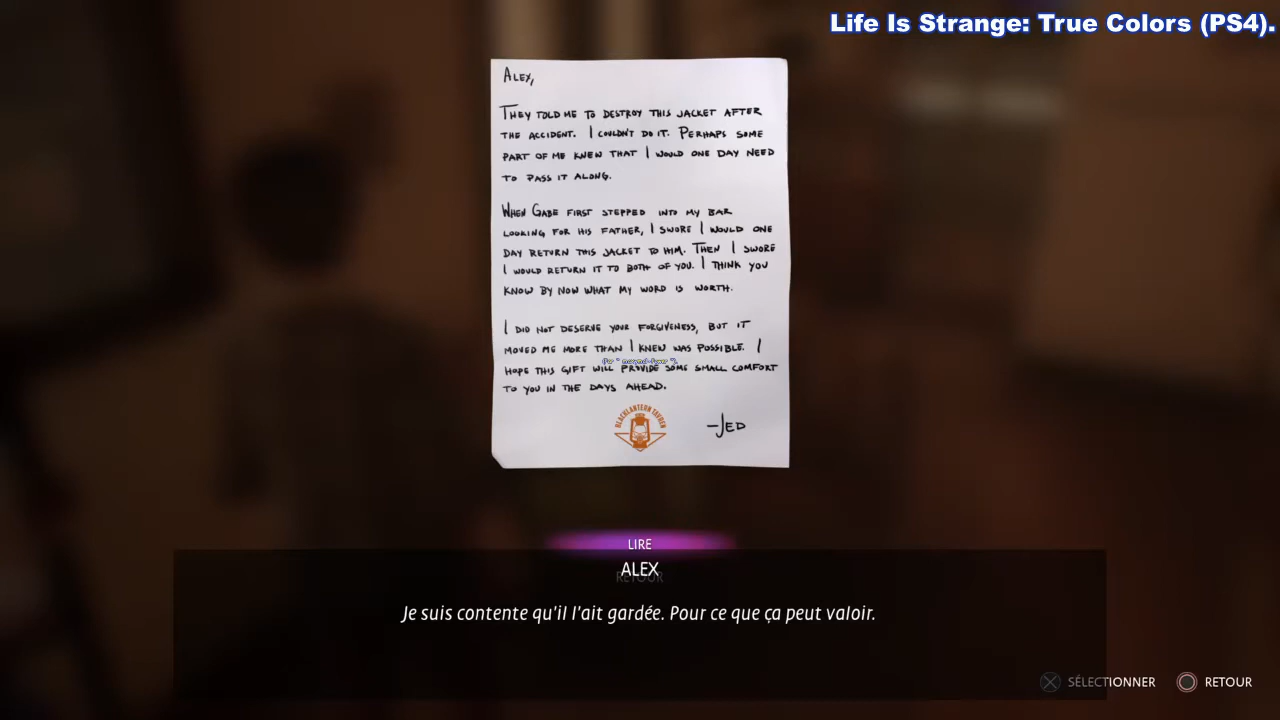 Life Is Strange: True Colors (PS4).
ALEX,
THEY TOLD ME TO DESTROY THIS JACKET AFTER
THE ACCIDENT. I COULDN'T DO IT. PERHAPS SOME
PART OF ME KNEW THAT I WOULD ONE DAY NEED
TO PASS IT ALONG.
WHEN GABE FIRST STEPPED INTO MY BAR
LOOKING FOR HIS FATHER, I SWORE I WOULD ONE
DAY RETURN THIS JACKET TO HIM. THEN I SWORE
I WOULD RETURN IT TO BOTH OF YOU. I THINK YOU
KNOW BY NOW WHAT MY WORD IS WORTH.
I DID NOT DESERVE YOUR FORGIVENESS, BUT IT
MOVED ME MORE THAN I KNEW WAS POSSIBLE. I
HOPE THIS GIFT WILL PROVIDE SOME SMALL COMFORT
TO YOU IN THE DAYS AHEAD.
BLACKLANTERN TAVERN
-JED
LIRE
ALEX
RETOUR
Je suis contente qu'il l'ait gardée. Pour ce que ça peut valoir.
SÉLECTIONNER
RETOUR